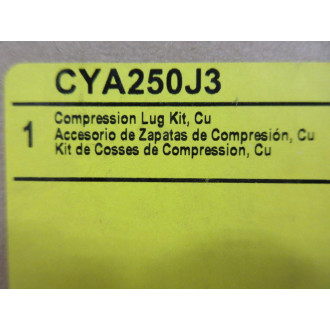 CYA250J3
1
Compression Lug Kit, Cu
Accesorio de Zapatas de Compresión, Cu
Kit de Cosses de Compression, Cu